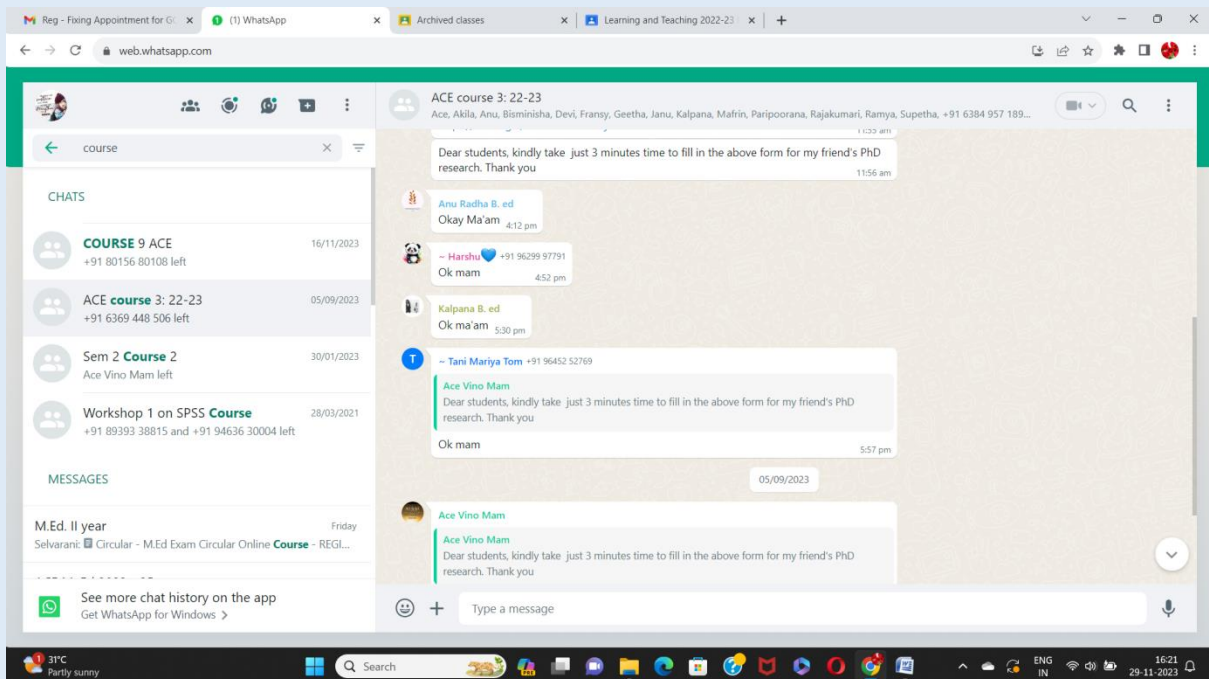 Reg - Fixing Appointment for GC
(1) WhatsApp
Archived classes
Learning and Teaching 2022-23
web.whatsapp.com
course
CHATS
COURSE 9 ACE
16/11/2023
+91 80156 80108 left
ACE course 3: 22-23
05/09/2023
+91 6369 448 506 left
Sem 2 Course 2
30/01/2023
Ace Vino Mam left
Workshop 1 on SPSS Course
28/03/2021
+91 89393 38815 and +91 94636 30004 left
MESSAGES
M.Ed. II year
Friday
Selvarani: Circular - M.Ed Exam Circular Online Course - REGI...
See more chat history on the app
Get WhatsApp for Windows >
ACE course 3: 22-23
Ace, Akila, Anu, Bisminisha, Devi, Fransy, Geetha, Janu, Kalpana, Mafrin, Paripoorana, Rajakumari, Ramya, Supetha, +91 6384 957 189...
11:55 am
Dear students, kindly take just 3 minutes time to fill in the above form for my friend's PhD
research. Thank you
11:56 am
Anu Radha B. ed
Okay Ma'am 4:12 pm
~ Harshu💙 +91 96299 97791
Ok mam 4:52 pm
Kalpana B. ed
Ok ma'am 5:30 pm
T
~ Tani Mariya Tom +91 96452 52769
Ace Vino Mam
Dear students, kindly take just 3 minutes time to fill in the above form for my friend's PhD
research. Thank you
Ok mam
5:57 pm
05/09/2023
Ace Vino Mam
Ace Vino Mam
Dear students, kindly take just 3 minutes time to fill in the above form for my friend's PhD
research. Thank you
Type a message
1
31°C
Partly sunny
Search
ENG
IN
16:21
29-11-2023